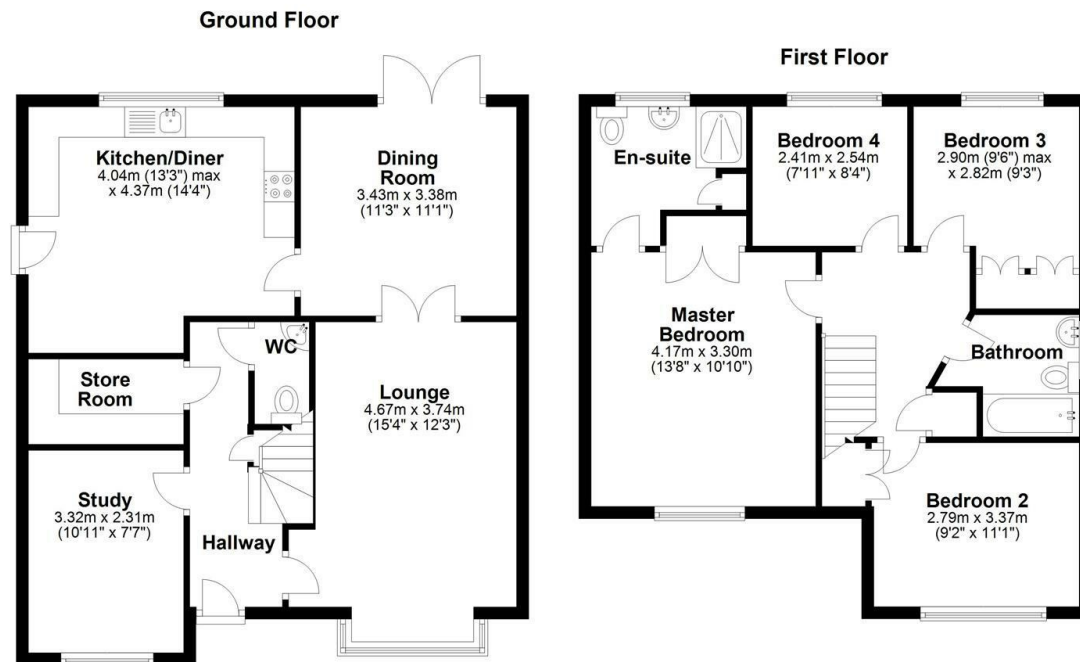 Ground Floor
Kitchen/Diner
4.04m (13'3") max
x 4.37m (14'4")
Dining
Room
3.43m x 3.38m
(11'3" x 11'1")
WC
Store
Room
Lounge
4.67m x 3.74m
(15'4" x 12'3")
Study
3.32m x 2.31m
(10'11" x 7'7")
Hallway
First Floor
En-suite
Bedroom 4
2.41m x 2.54m
(7'11" x 8'4")
Bedroom 3
2.90m (9'6") max
x 2.82m (9'3")
Master
Bedroom
4.17m x 3.30m
(13'8" x 10'10")
Bathroom
Bedroom 2
2.79m x 3.37m
(9'2" x 11'1")